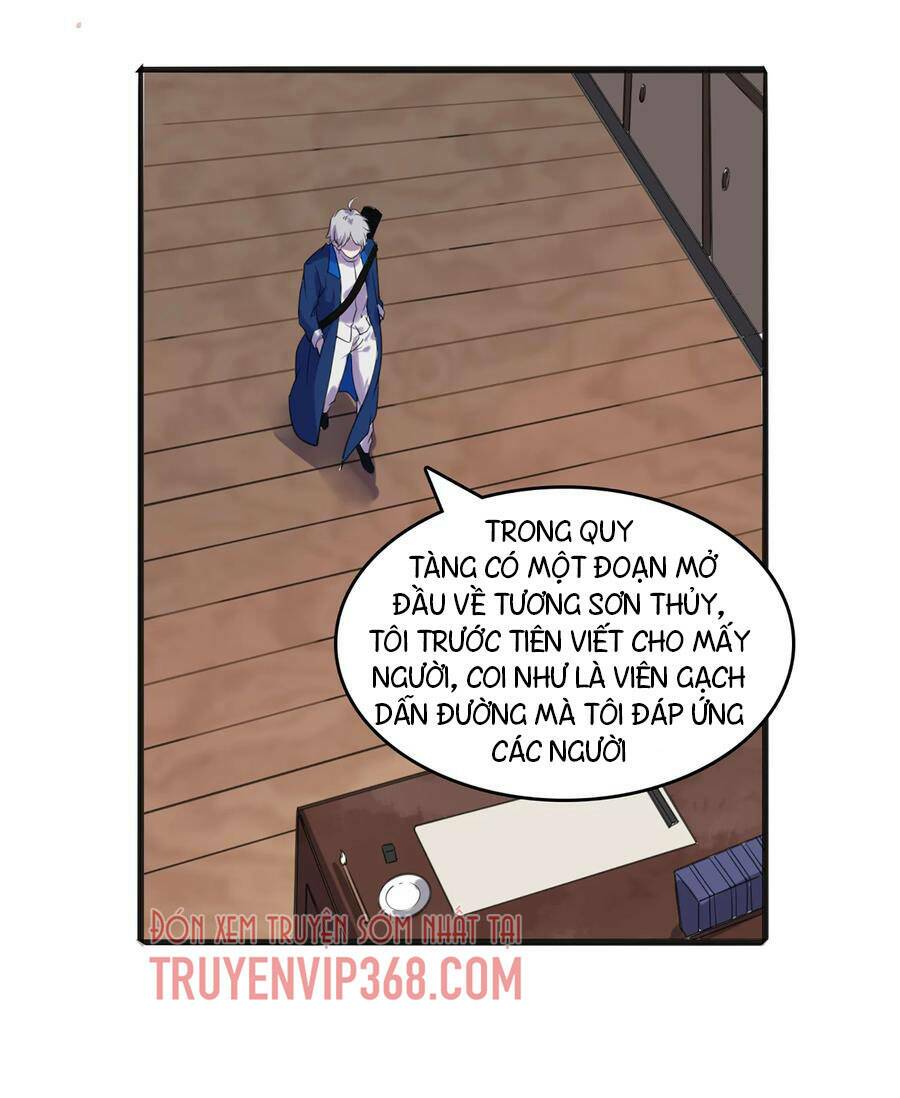 TRONG QUY
TÀNG CÓ MỘT ĐOẠN MỞ
ĐẦU VỀ TƯƠNG SƠN THỦY,
TÔI TRƯỚC TIÊN VIẾT CHO MẤY
NGƯỜI, COI NHƯ LÀ VIÊN GẠCH
DẪN ĐƯỜNG MÀ TÔI ĐÁP ỨNG
CÁC NGƯỜI
ĐÓN XEM TRUYỆN SỚM NHẤT TẠI
TRUYENVIP368.COM